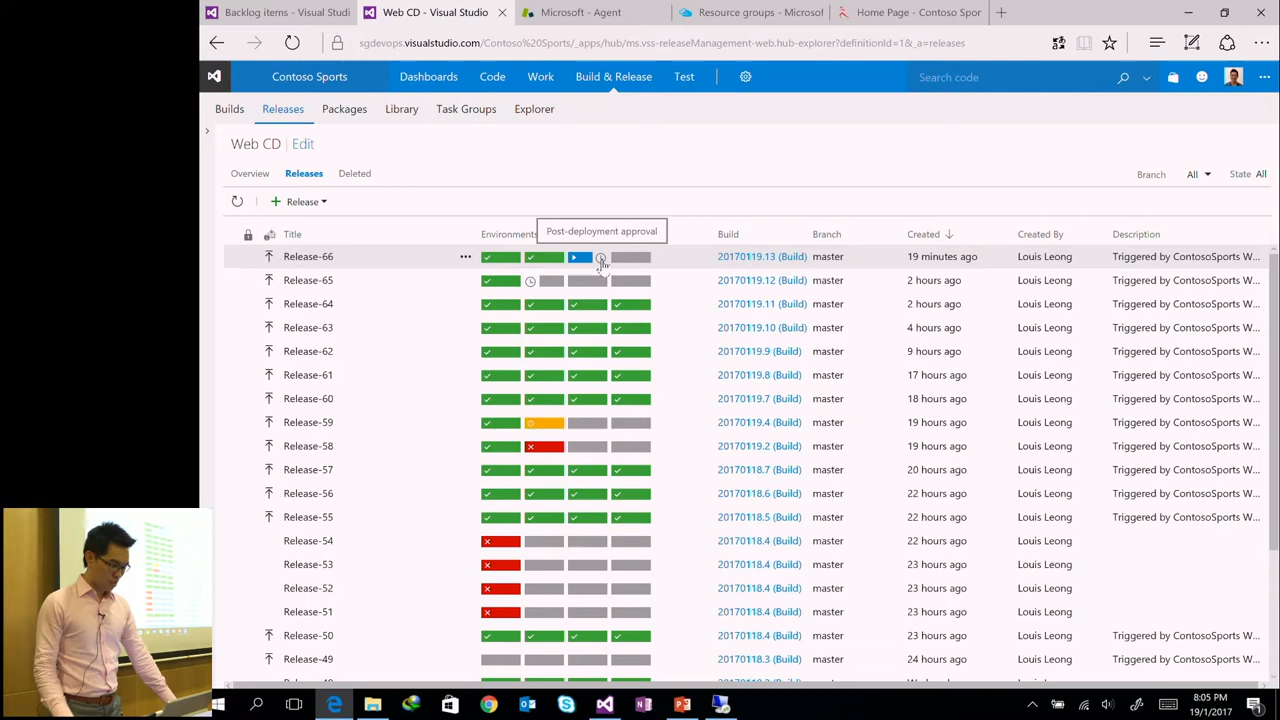 Backlog items - Visual Studi
Web CD - Visual Studio
Microsoft - Agent
Resource groups - Microsof
Home Page - Contoso Spor
sgdevops.visualstudio.com/Contoso%20Sports/_apps/hub/ms.vss-releaseManagement-web.hub-explorer?definitionId=1&_a=releases
Contoso Sports Dashboards Code Work Build & Release Test Search code
Builds Releases Packages Library Task Groups Explorer
Web CD | Edit
Overview Releases Deleted Branch All State All
+ Release
Post-deployment approval
Title Environments Build Branch Created Created By Description
Release-66 ... 20170119.13 (Build) master 19 minutes ago Louis Leong Triggered by ContosoSports W...
Release-65 20170119.12 (Build) master 2 hours ago Louis Leong Triggered by ContosoSports W...
Release-64 20170119.11 (Build) master 2 hours ago Louis Leong Triggered by ContosoSports W...
Release-63 20170119.10 (Build) master 4 hours ago Louis Leong Triggered by ContosoSports W...
Release-62 20170119.9 (Build) master 9 hours ago Louis Leong Triggered by ContosoSports W...
Release-61 20170119.8 (Build) master 17 hours ago Louis Leong Triggered by ContosoSports W...
Release-60 20170119.7 (Build) master 18 hours ago Louis Leong Triggered by ContosoSports W...
Release-59 20170119.4 (Build) master 19 hours ago Louis Leong Triggered by ContosoSports W...
Release-58 20170119.2 (Build) master 19 hours ago Louis Leong Triggered by ContosoSports W...
Release-57 20170118.7 (Build) master 20 hours ago Louis Leong Triggered by ContosoSports W...
Release-56 20170118.6 (Build) master 22 hours ago Louis Leong Triggered by ContosoSports W...
Release-55 20170118.5 (Build) master 22 hours ago Louis Leong Triggered by ContosoSports W...
Release-54 20170118.4 (Build) master 22 hours ago Louis Leong
Release-53 20170118.4 (Build) master 23 hours ago Louis Leong
Release-52 20170118.4 (Build) master 23 hours ago Louis Leong
Release-51 20170118.4 (Build) master 23 hours ago Louis Leong
Release-50 20170118.4 (Build) master 23 hours ago Louis Leong Triggered by ContosoSports W...
Release-49 20170118.3 (Build) master 24 hours ago Louis Leong Triggered by ContosoSports W...
8:05 PM
19/1/2017